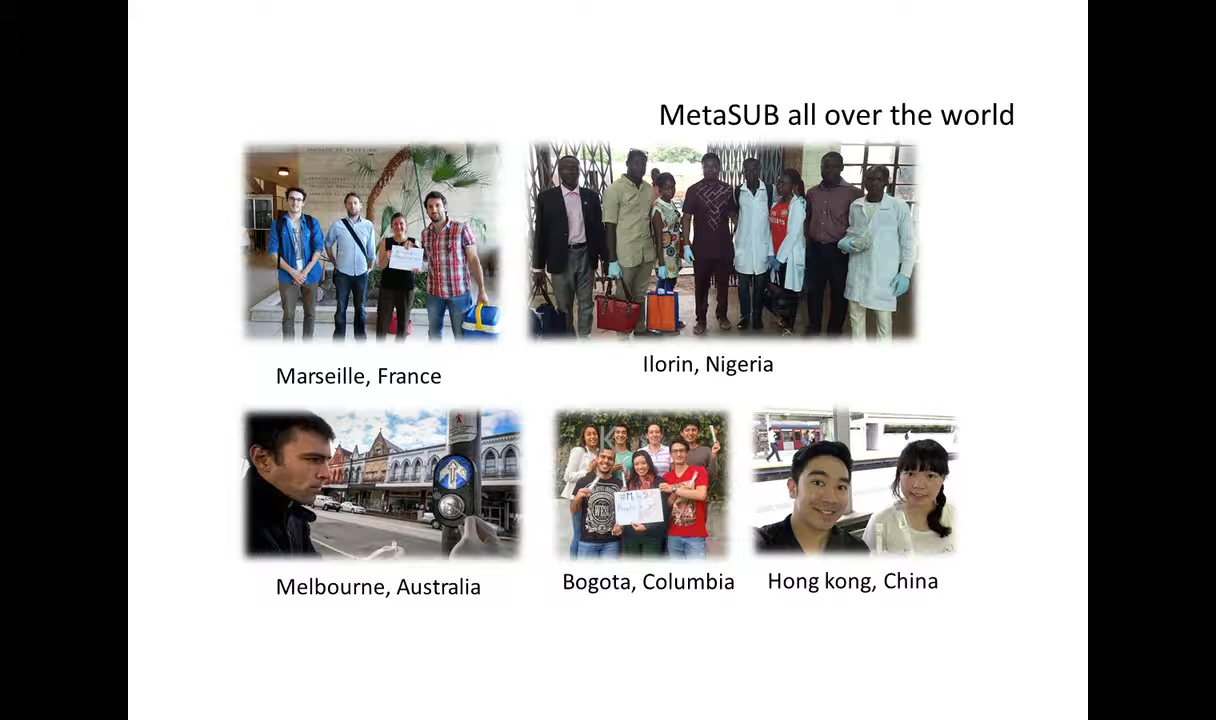 MetaSUB all over the world
Marseille, France
Ilorin, Nigeria
Melbourne, Australia
Bogota, Columbia
Hong kong, China